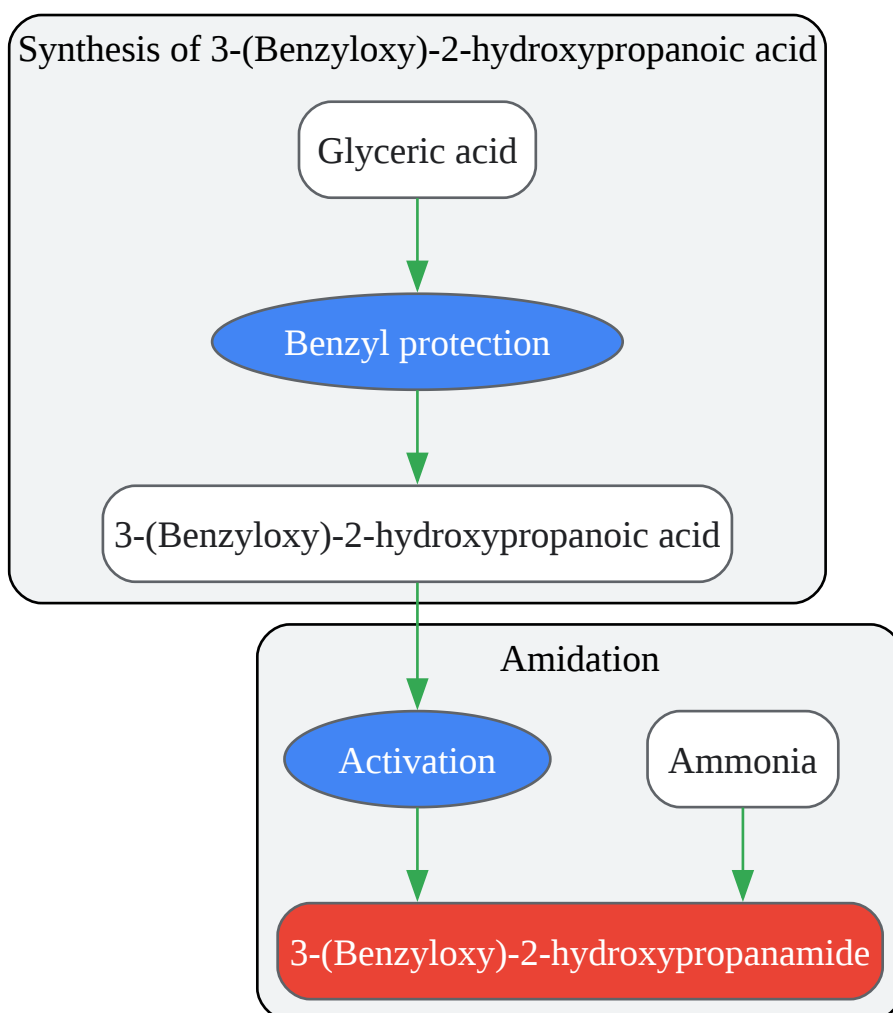 Synthesis of 3-(Benzyloxy)-2-hydroxypropanoic acid
Glyceric acid
Benzyl protection
3-(Benzyloxy)-2-hydroxypropanoic acid
Amidation
Activation
Ammonia
3-(Benzyloxy)-2-hydroxypropanamide